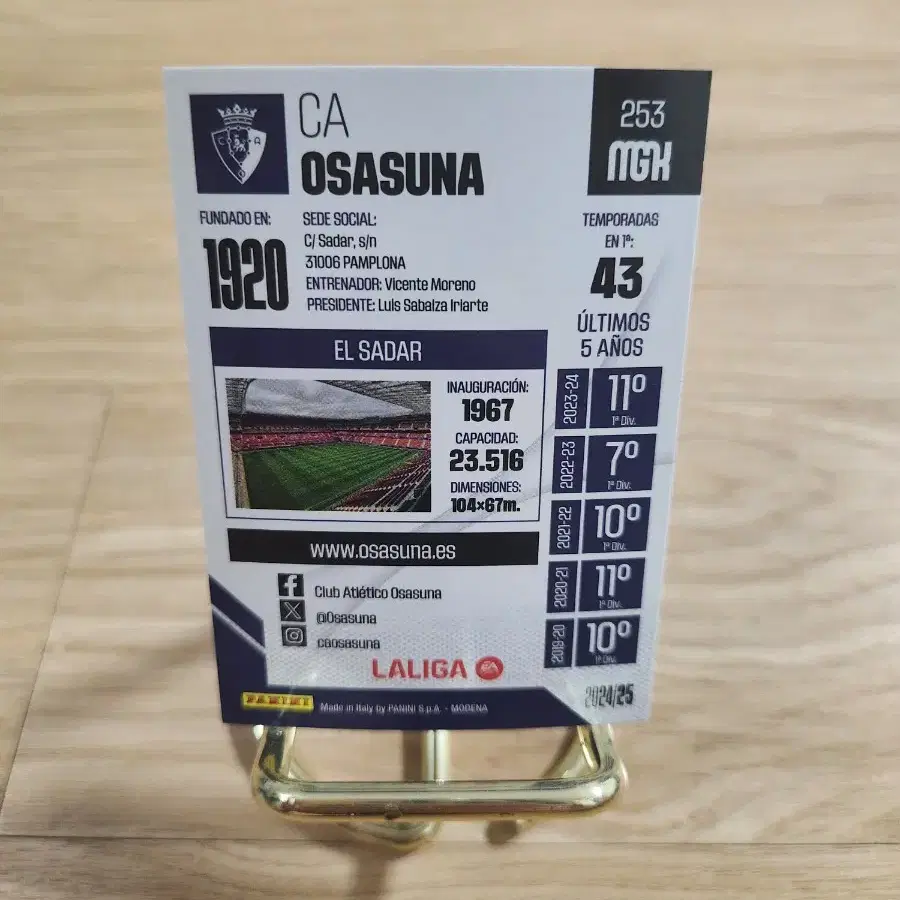 CA
OSASUNA
253
MGK
FUNDADO EN:
1920
SEDE SOCIAL:
C/ Sadar, s/n
31006 PAMPLONA
ENTRENADOR: Vicente Moreno
PRESIDENTE: Luis Sabalza Iriarte
TEMPORADAS
EN 1ª:
43
ÚLTIMOS
5 AÑOS
EL SADAR
INAUGURACIÓN:
1967
CAPACIDAD:
23.516
DIMENSIONES:
104×67m.
2023-24
11º
1ª Div.
2022-23
7º
1ª Div.
2021-22
10º
1ª Div.
2020-21
11º
1ª Div.
2019-20
10º
1ª Div.
www.osasuna.es
Club Atlético Osasuna
@Osasuna
caosasuna
LALIGA EA
PANINI
Made in Italy by PANINI S.p.A. - MODENA
2024/25